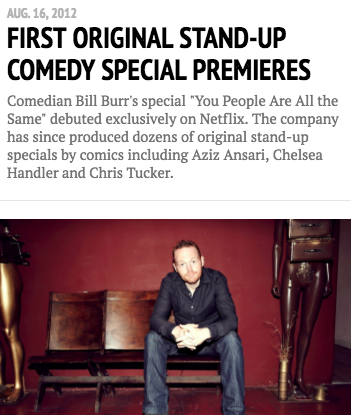 AUG. 16, 2012
FIRST ORIGINAL STAND-UP
COMEDY SPECIAL PREMIERES
Comedian Bill Burr's special "You People Are All the
Same" debuted exclusively on Netflix. The company
has since produced dozens of original stand-up
specials by comics including Aziz Ansari, Chelsea
Handler and Chris Tucker.